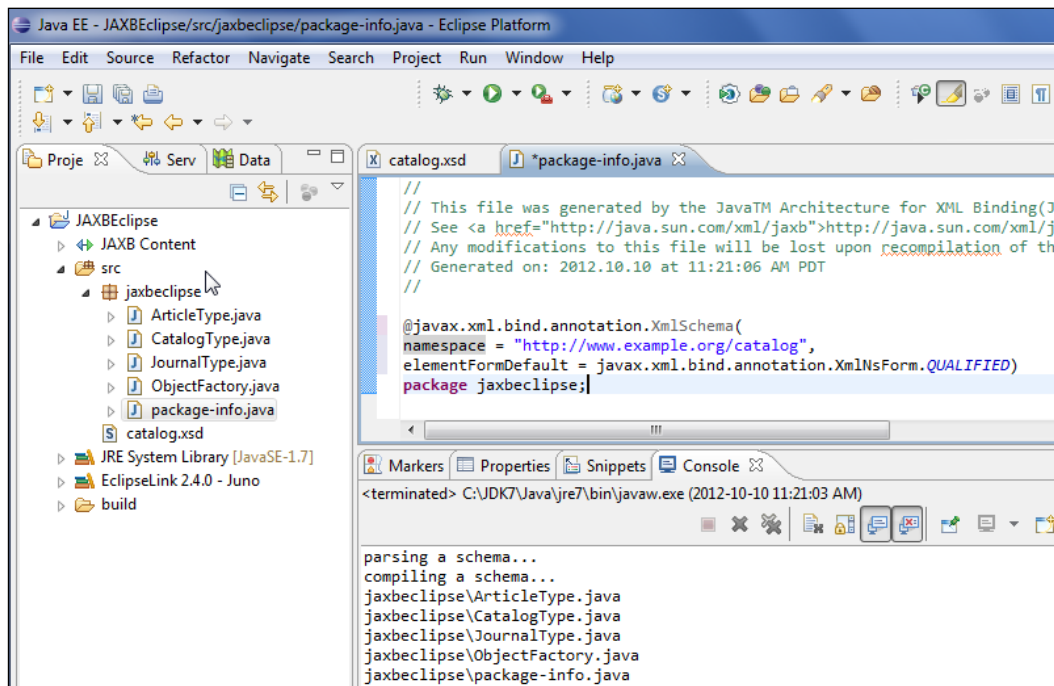 Java EE - JAXBEclipse/src/jaxbeclipse/package-info.java - Eclipse Platform
File Edit Source Refactor Navigate Search Project Run Window Help
Proje Serv Data
JAXBEclipse
JAXB Content
src
jaxbeclipse
ArticleType.java
CatalogType.java
JournalType.java
ObjectFactory.java
package-info.java
catalog.xsd
JRE System Library [JavaSE-1.7]
EclipseLink 2.4.0 - Juno
build
catalog.xsd *package-info.java
//
// This file was generated by the JavaTM Architecture for XML Binding(J
// See <a href="http://java.sun.com/xml/jaxb">http://java.sun.com/xml/j
// Any modifications to this file will be lost upon recompilation of th
// Generated on: 2012.10.10 at 11:21:06 AM PDT
//
@javax.xml.bind.annotation.XmlSchema(
namespace = "http://www.example.org/catalog",
elementFormDefault = javax.xml.bind.annotation.XmlNsForm.QUALIFIED)
package jaxbeclipse;
Markers Properties Snippets Console
<terminated> C:\JDK7\Java\jre7\bin\javaw.exe (2012-10-10 11:21:03 AM)
parsing a schema...
compiling a schema...
jaxbeclipse\ArticleType.java
jaxbeclipse\CatalogType.java
jaxbeclipse\JournalType.java
jaxbeclipse\ObjectFactory.java
jaxbeclipse\package-info.java